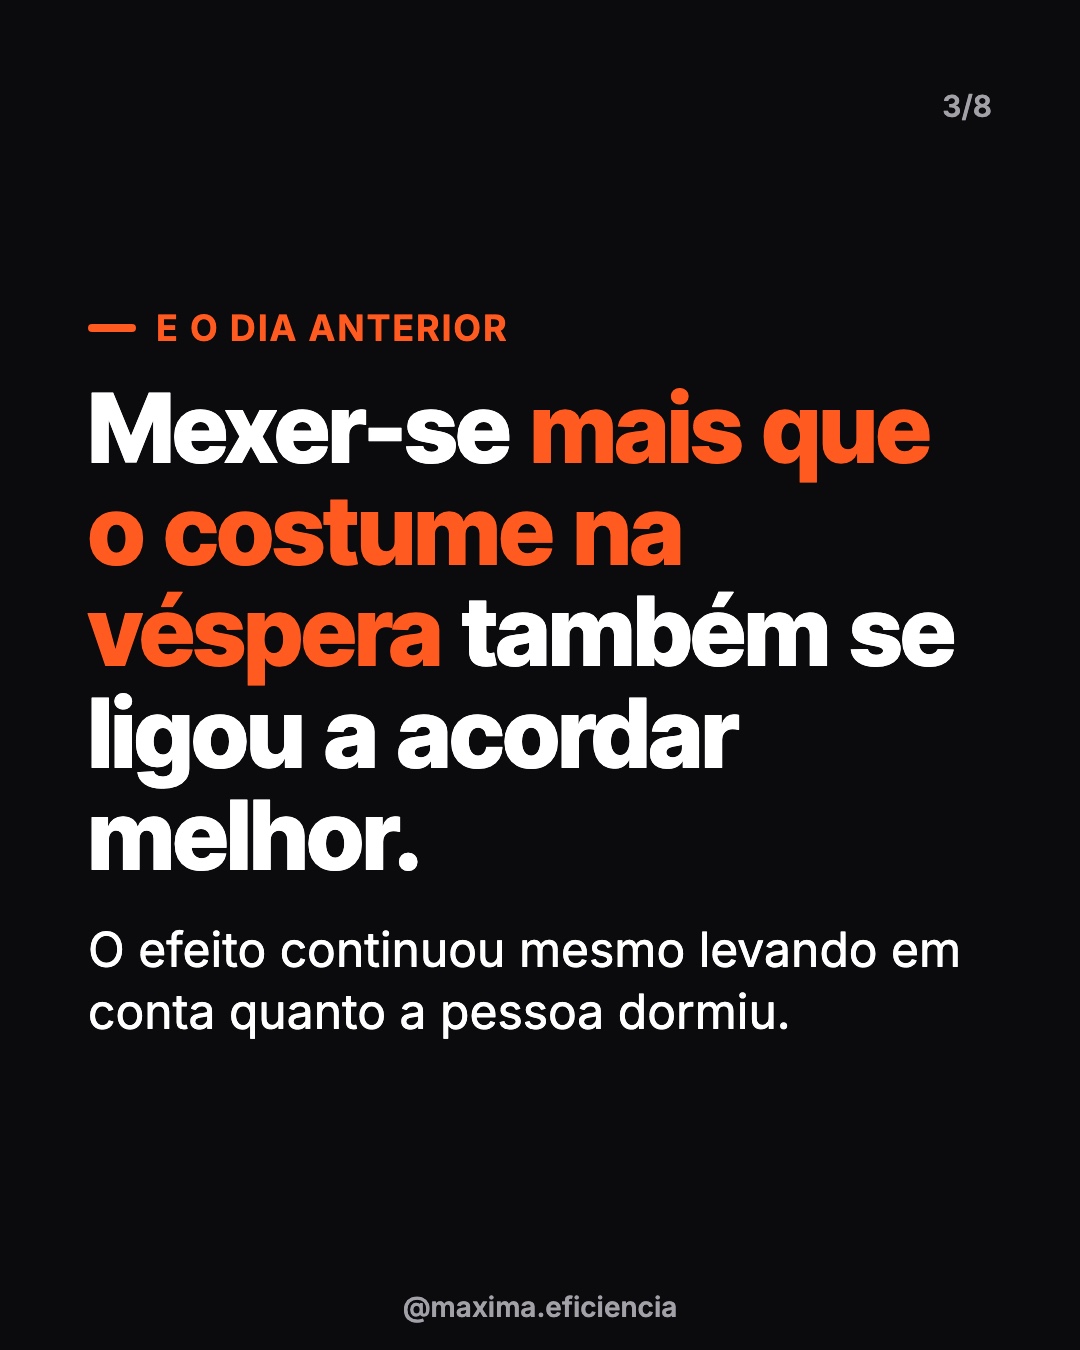 3/8
E O DIA ANTERIOR
Mexer-se mais que
o costume na
véspera também se
ligou a acordar
melhor.
O efeito continuou mesmo levando em
conta quanto a pessoa dormiu.
@maxima.eficiencia